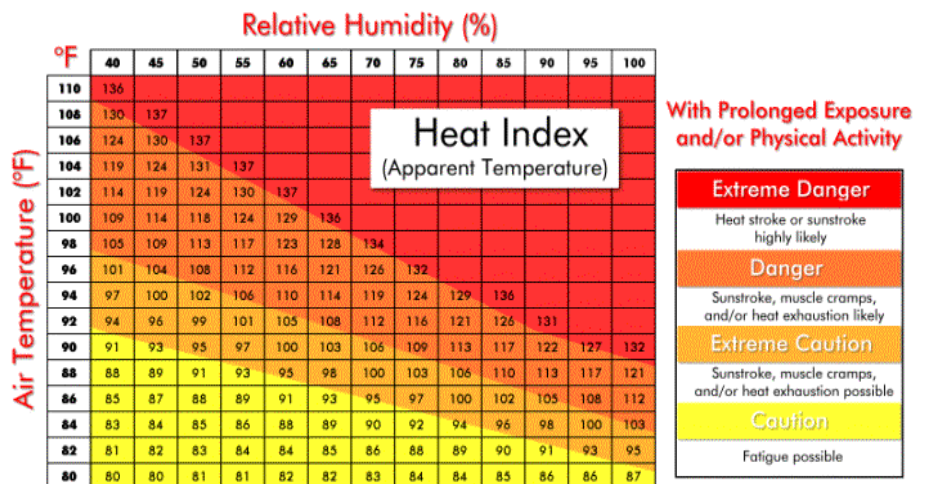 Relative Humidity (%)
°F 40 45 50 55 60 65 70 75 80 85 90 95 100
110 136
108 130 137
106 124 130 137
104 119 124 131 137
102 114 119 124 130 137
100 109 114 118 124 129 136
98 105 109 113 117 123 128 134
96 101 104 108 112 116 121 126 132
94 97 100 102 106 110 114 119 124 129 136
92 94 96 99 101 105 108 112 116 121 126 131
90 91 93 95 97 100 103 106 109 113 117 122 127 132
88 88 89 91 93 95 98 100 103 106 110 113 117 121
86 85 87 88 89 91 93 95 97 100 102 105 108 112
84 83 84 85 86 88 89 90 92 94 96 98 100 103
82 81 82 83 84 84 85 86 88 89 90 91 93 95
80 80 80 81 81 82 82 83 84 84 85 86 86 87
Air Temperature (°F)
Heat Index
(Apparent Temperature)
With Prolonged Exposure
and/or Physical Activity
Extreme Danger
Heat stroke or sunstroke
highly likely
Danger
Sunstroke, muscle cramps,
and/or heat exhaustion likely
Extreme Caution
Sunstroke, muscle cramps,
and/or heat exhaustion possible
Caution
Fatigue possible